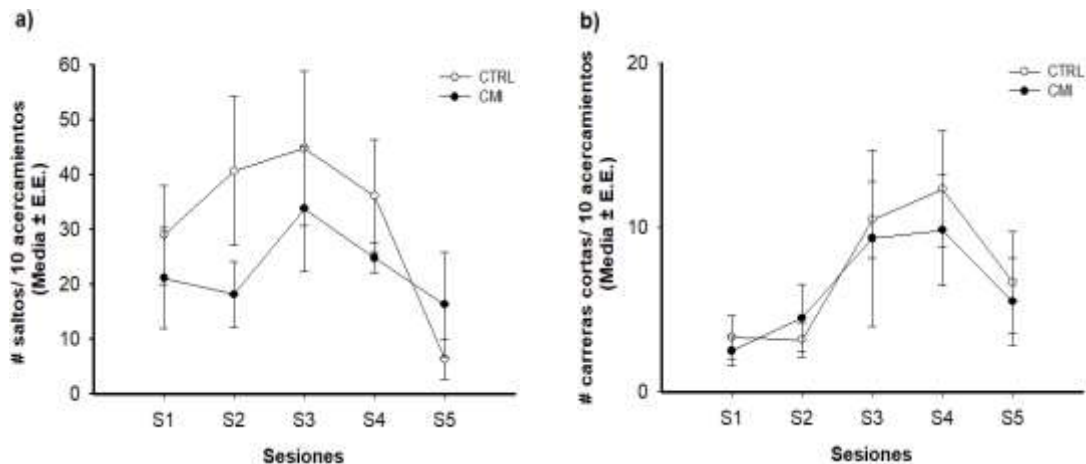 a)
# saltos/ 10 acercamientos
(Media ± E.E.)
60
50
40
30
20
10
0
CTRL
CMI
S1 S2 S3 S4 S5
Sesiones
b)
# carreras cortas/ 10 acercamientos
(Media ± E.E.)
20
10
0
CTRL
CMI
S1 S2 S3 S4 S5
Sesiones